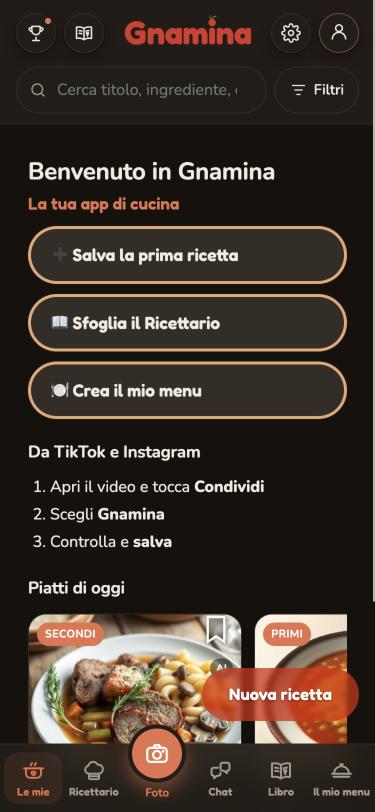 Gnamina
Cerca titolo, ingrediente,
Filtri
Benvenuto in Gnamina
La tua app di cucina
Salva la prima ricetta
Sfoglia il Ricettario
Crea il mio menu
Da TikTok e Instagram
1. Apri il video e tocca Condividi
2. Scegli Gnamina
3. Controlla e salva
Piatti di oggi
SECONDI
PRIMI
AI
Nuova ricetta
Le mie
Ricettario
Foto
Chat
Libro
Il mio menu